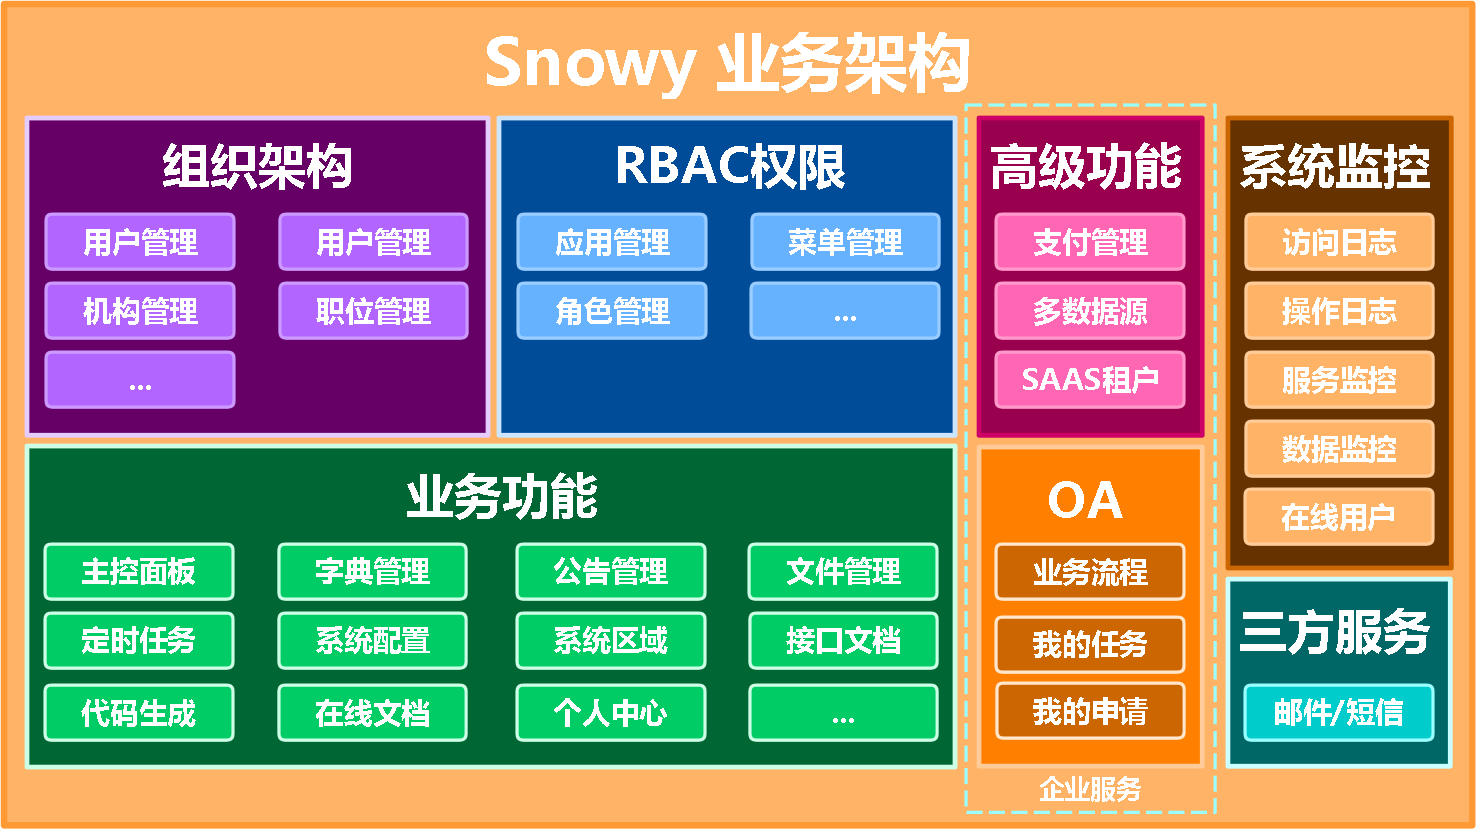 Snowy 业务架构
组织架构
用户管理
用户管理
机构管理
职位管理
...
RBAC权限
应用管理
菜单管理
角色管理
...
高级功能
支付管理
多数据源
SAAS租户
系统监控
访问日志
操作日志
服务监控
数据监控
在线用户
业务功能
主控面板
字典管理
公告管理
文件管理
定时任务
系统配置
系统区域
接口文档
代码生成
在线文档
个人中心
...
OA
业务流程
我的任务
我的申请
企业服务
三方服务
邮件/短信